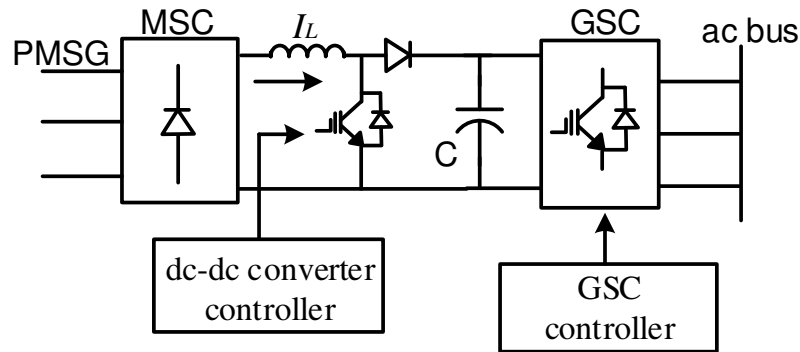 MSC
I_L
GSC
ac bus
PMSG
C
dc-dc converter
controller
GSC
controller